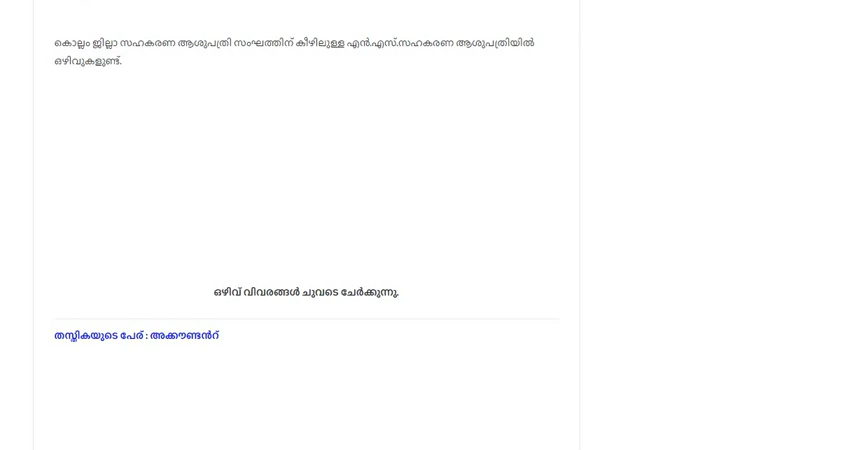 കൊല്ലം ജില്ലാ സഹകരണ ആശുപത്രി സംഘത്തിന് കീഴിലുള്ള എൻ.എസ്.സഹകരണ ആശുപത്രിയിൽ
ഒഴിവുകളുണ്ട്.
ഒഴിവ് വിവരങ്ങൾ ചുവടെ ചേർക്കുന്നു.
തസ്തികയുടെ പേര് : അക്കൗണ്ടൻറ്